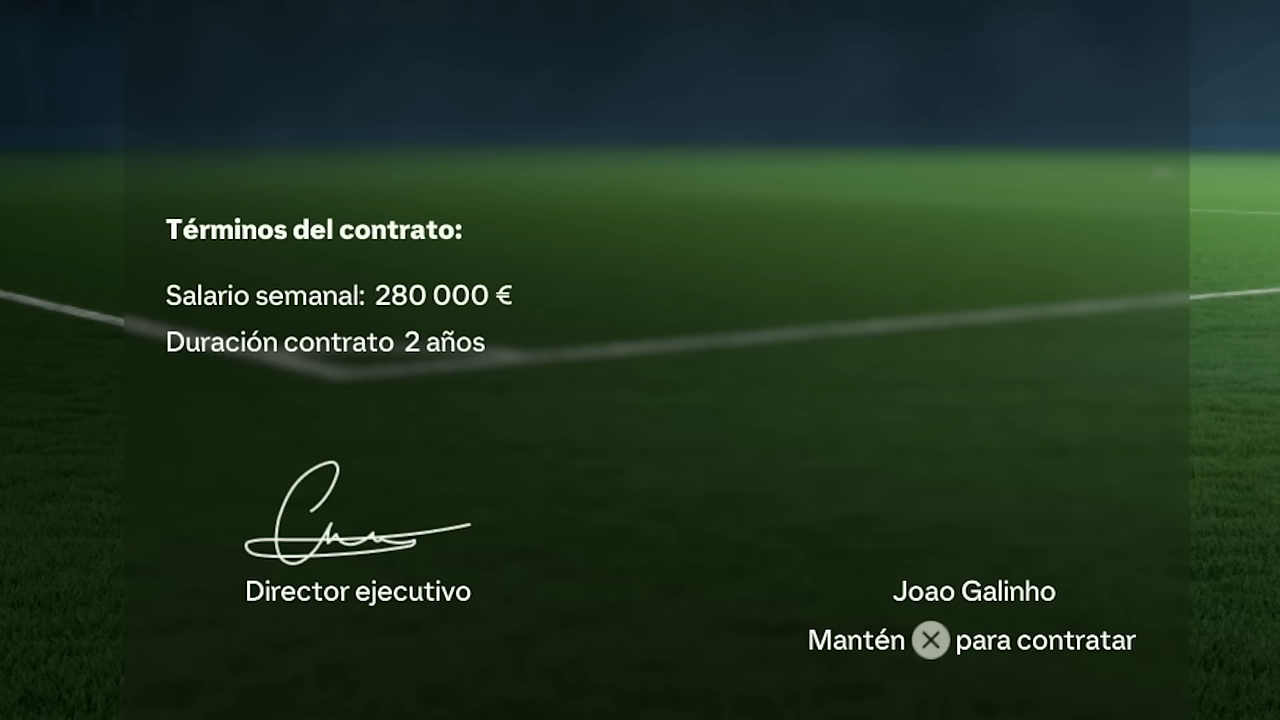 Términos del contrato:
Salario semanal: 280 000 €
Duración contrato 2 años
Director ejecutivo
Joao Galinho
Mantén para contratar